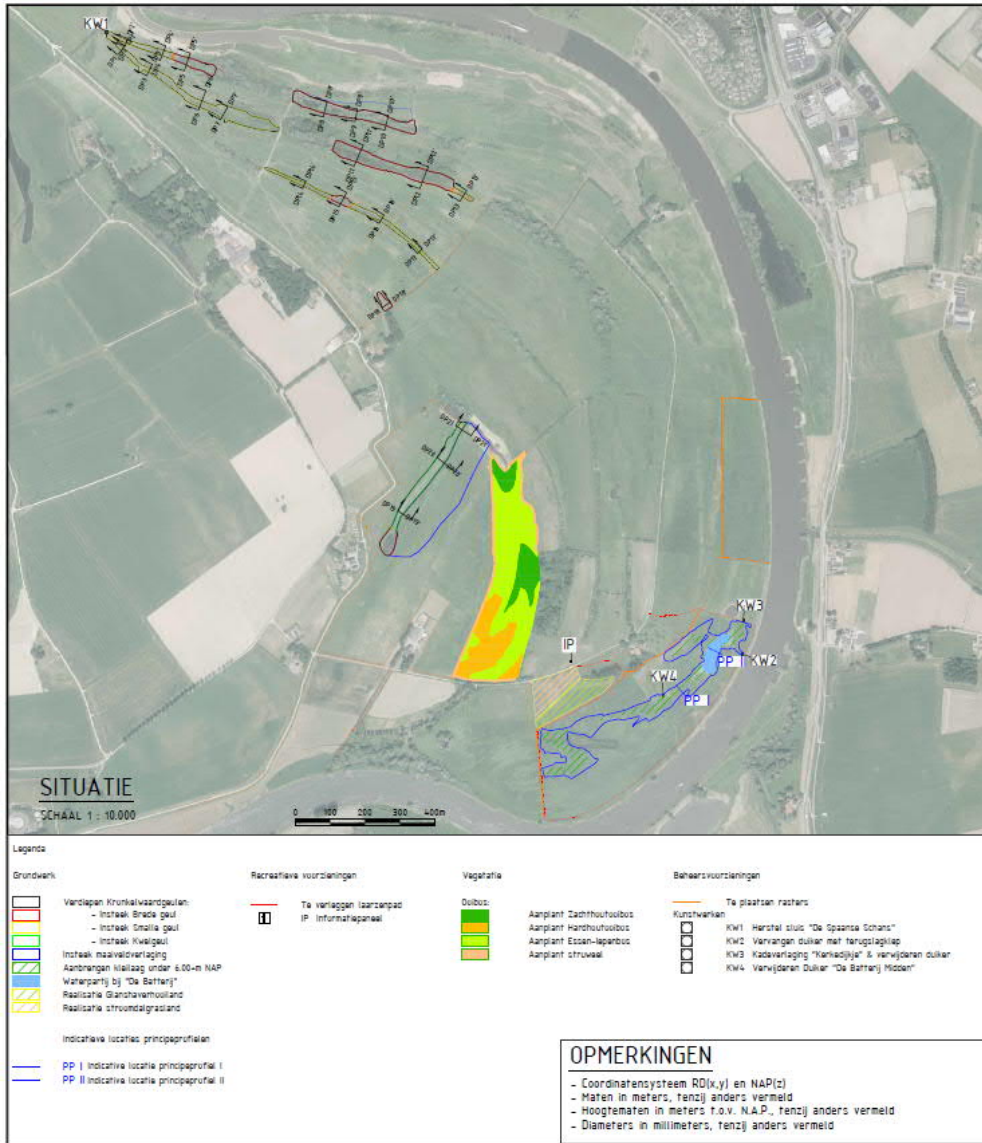 KW1
IP
KW3
PP II
KW2
KW4
PP I
SITUATIE
SCHAAL 1 : 10.000
0 100 200 300 400m
Legenda
Grondwerk
Verdiepen Kronkelwaardgeulen:
- Insteek Brede geul
- Insteek Smalle geul
- Insteek Kwelgeul
Insteek maaiveldverlaging
Aanbrengen kleilaag onder 6.00+m NAP
Waterpartij bij "De Batterij"
Realisatie Glanshaverhooiland
Realisatie stroomdalgrasland
Indicatieve locaties principeprofielen
PP I Indicative locatie principeprofiel I
PP II Indicative locatie principeprofiel II
Recreatieve voorzieningen
Te verleggen laarzenpad
IP Informatiepaneel
Vegetatie
Ooibos:
Aanplant Zachthoutooibos
Aanplant Hardhoutooibos
Aanplant Essen-Iepenbos
Aanplant struweel
Beheersvoorzieningen
Te plaatsen rasters
Kunstwerken
KW1 Herstel sluis "De Spaanse Schans"
KW2 Vervangen duiker met terugslagklep
KW3 Kadeverlaging "Kerkedijkje" & verwijderen duiker
KW4 Verwijderen Duiker "De Batterij Midden"
OPMERKINGEN
- Coordinatensysteem RD(x,y) en NAP(z)
- Maten in meters, tenzij anders vermeld
- Hoogtematen in meters t.o.v. N.A.P., tenzij anders vermeld
- Diameters in millimeters, tenzij anders vermeld